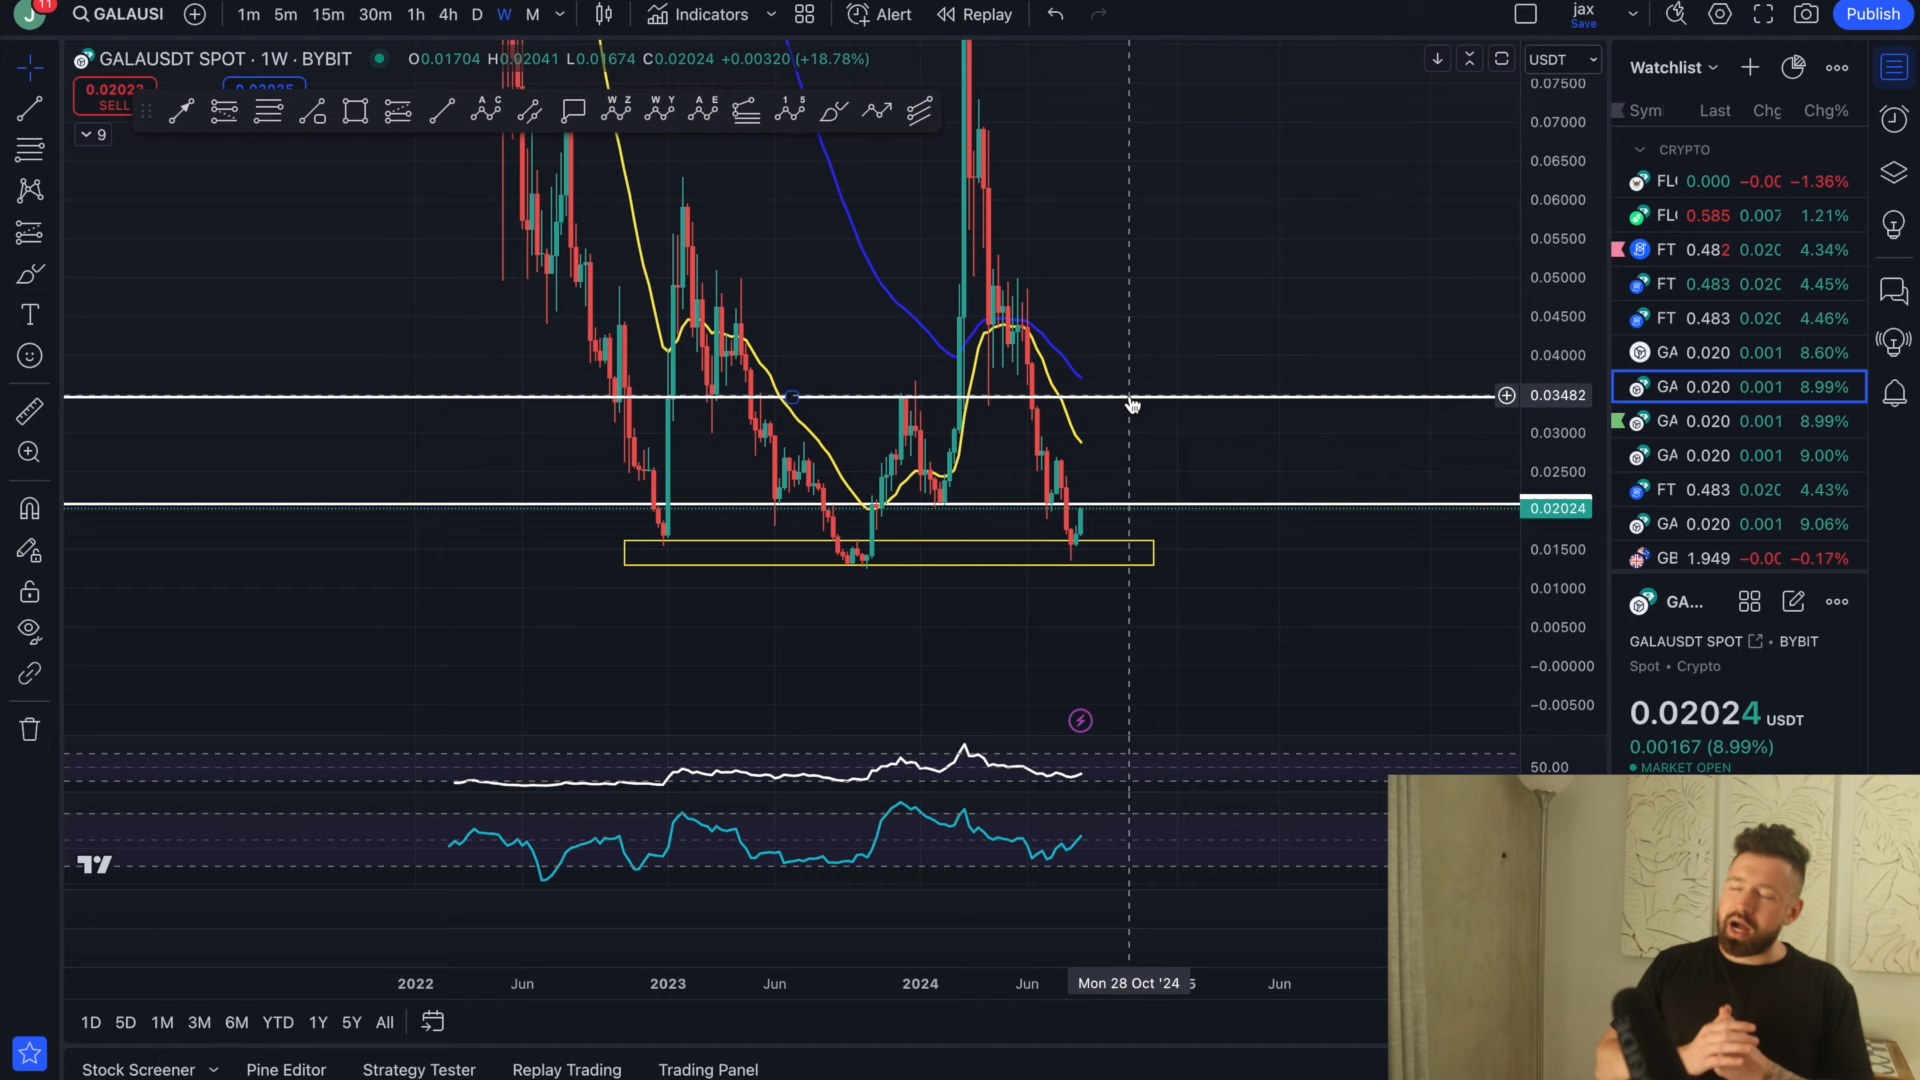 J 11 GALAUSI 1m 5m 15m 30m 1h 4h D W M Indicators Alert Replay jax Save Publish
GALAUSDT SPOT · 1W · BYBIT O0.01704 H0.02041 L0.01674 C0.02024 +0.00320 (+18.78%)
SELL
A C W Z W Y A E 1 5
9
USDT
0.07500
0.07000
0.06500
0.06000
0.05500
0.05000
0.04500
0.04000
0.03482
0.03000
0.02500
0.02024
0.01500
0.01000
0.00500
−0.00000
−0.00500
50.00
Watchlist
Sym Last Chg Chg%
CRYPTO
FL 0.000 −0.00 −1.36%
FL 0.585 0.007 1.21%
FT 0.482 0.020 4.34%
FT 0.483 0.020 4.45%
FT 0.483 0.020 4.46%
GA 0.020 0.001 8.60%
GA 0.020 0.001 8.99%
GA 0.020 0.001 8.99%
GA 0.020 0.001 9.00%
FT 0.483 0.020 4.43%
GA 0.020 0.001 9.06%
GB 1.949 −0.00 −0.17%
GA...
GALAUSDT SPOT • BYBIT
Spot • Crypto
0.02024 USDT
0.00167 (8.99%)
MARKET OPEN
2022 Jun 2023 Jun 2024 Jun Mon 28 Oct '24 Jun
1D 5D 1M 3M 6M YTD 1Y 5Y All
Stock Screener Pine Editor Strategy Tester Replay Trading Trading Panel